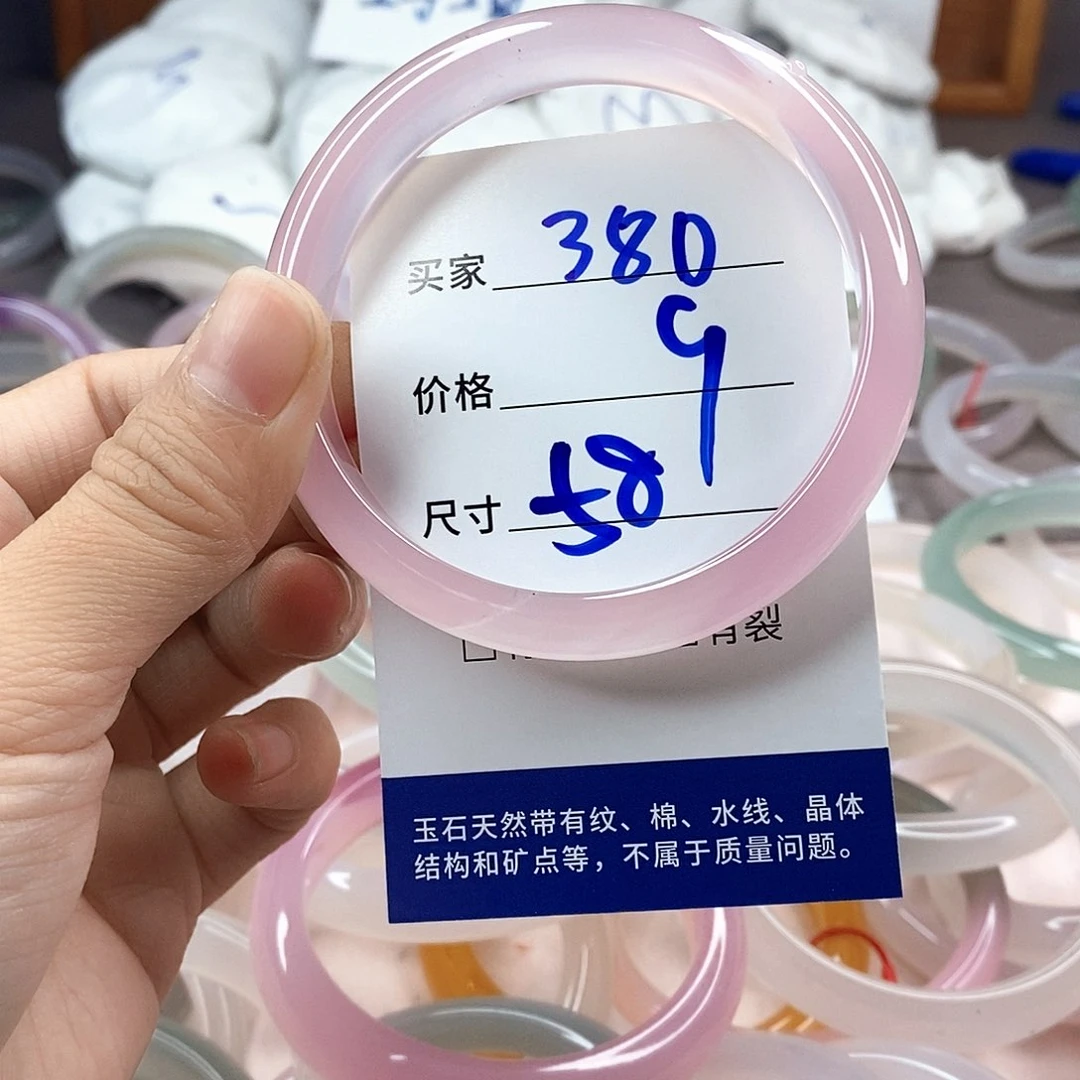 买家 380
价格 9
尺寸 58
有裂
玉石天然带有纹、棉、水线、晶体
结构和矿点等，不属于质量问题。